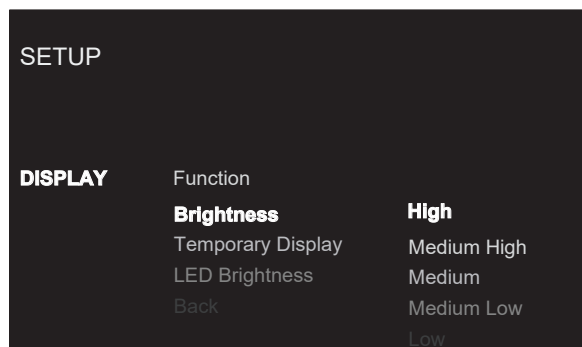 SETUP
DISPLAY Function
Brightness High
Temporary Display Medium High
LED Brightness Medium
Back Medium Low
Low